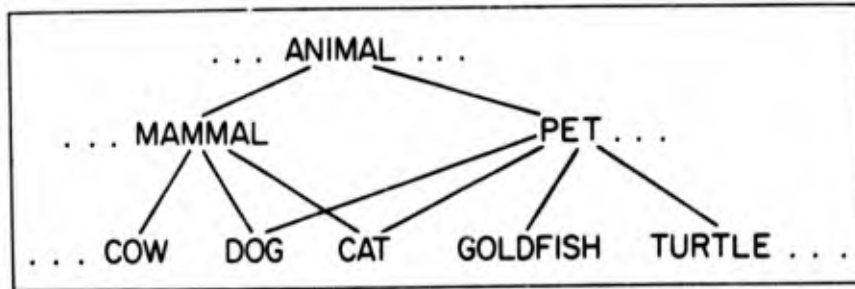 ... ANIMAL ...
... MAMMAL PET ...
... COW DOG CAT GOLDFISH TURTLE ...